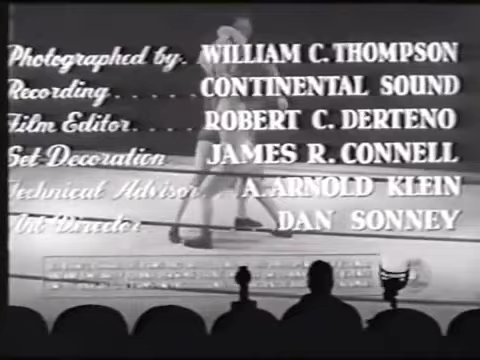 Photographed by. WILLIAM C. THOMPSON
Recording...... CONTINENTAL SOUND
Film Editor.... ROBERT C. DERTENO
Set Decoration JAMES R. CONNELL
Technical Advisor.. A. ARNOLD KLEIN
Art Director .. DAN SONNEY